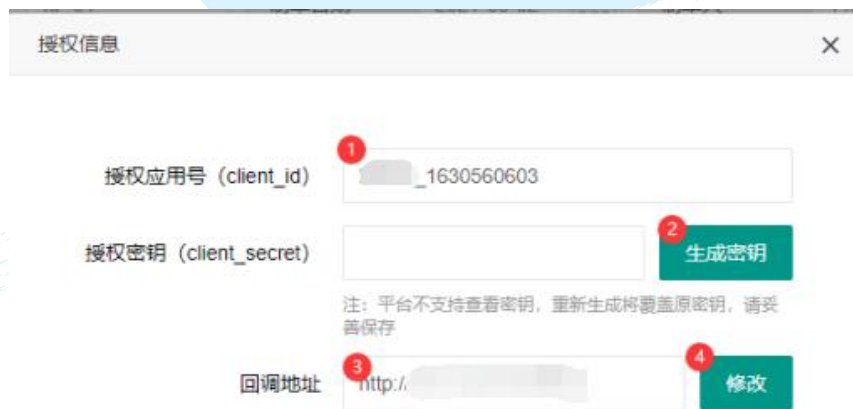 授权信息
1
授权应用号（client_id）
_1630560603
2
授权密钥（client_secret）
生成密钥
注：平台不支持查看密钥，重新生成将覆盖原密钥，请妥
善保存
3
4
回调地址
http:/
修改